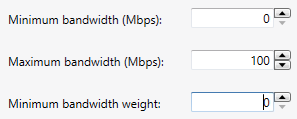 Minimum bandwidth (Mbps): 0
Maximum bandwidth (Mbps): 100
Minimum bandwidth weight: 0